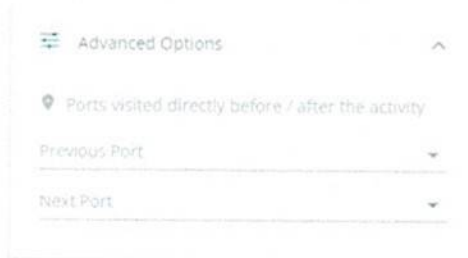 Advanced Options
Ports visited directly before / after the activity
Previous Port
Next Port